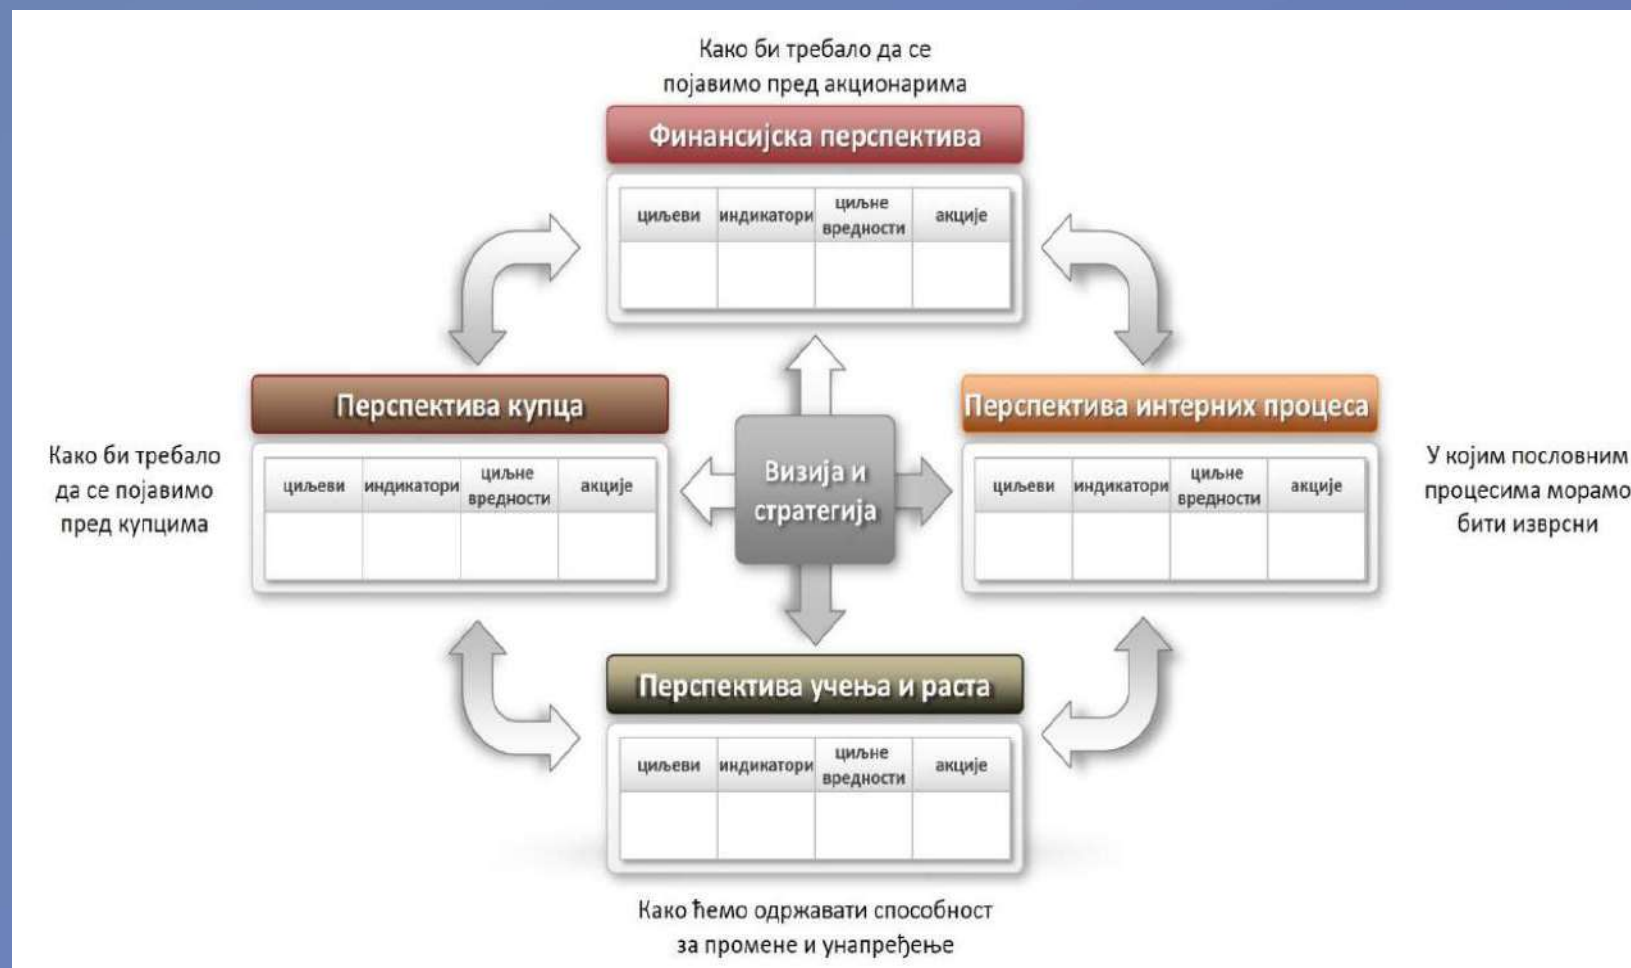 Како би требало да се
појавимо пред акционарима
Финансијска перспектива
циљеви индикатори циљне вредности акције
Перспектива купца
Како би требало
да се појавимо
пред купцима
циљеви индикатори циљне вредности акције
Визија и
стратегија
Перспектива интерних процеса
циљеви индикатори циљне вредности акције
У којим пословним
процесима морамо
бити изврсни
Перспектива учења и раста
циљеви индикатори циљне вредности акције
Како ћемо одржавати способност
за промене и унапређење